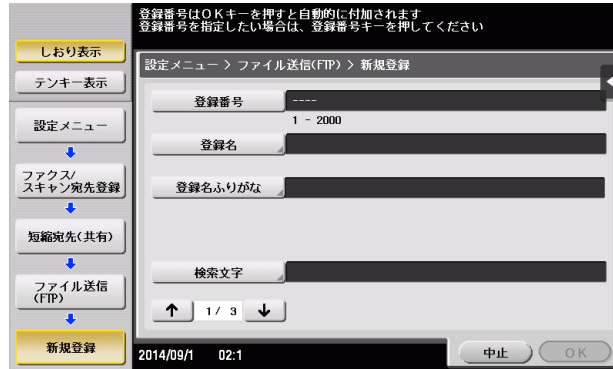 登録番号はOKキーを押すと自動的に付加されます
登録番号を指定したい場合は、登録番号キーを押してください
しおり表示
テンキー表示
設定メニュー
ファクス/
スキャン宛先登録
短縮宛先(共有)
ファイル送信
(FTP)
新規登録
設定メニュー > ファイル送信(FTP) > 新規登録
登録番号
----
1 - 2000
登録名
登録名ふりがな
検索文字
↑ 1/ 3 ↓
2014/09/1 02:1
中止
OK